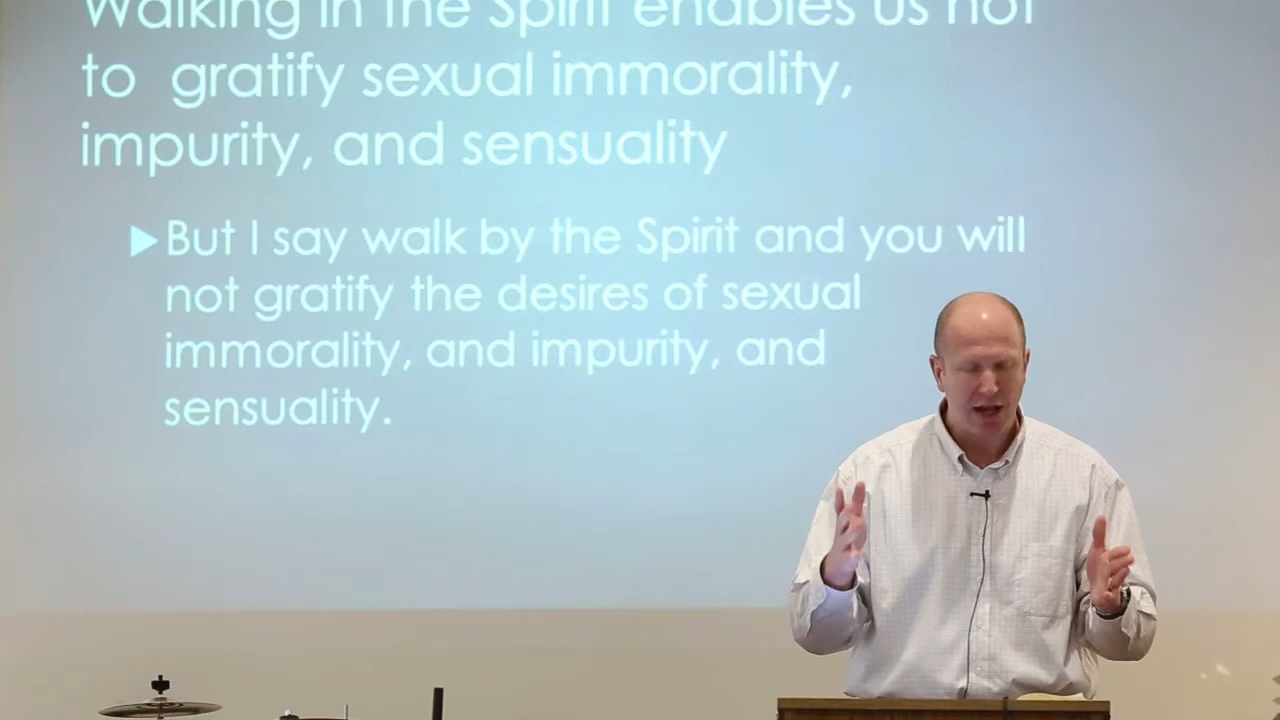 Walking in the Spirit enables us not
to gratify sexual immorality,
impurity, and sensuality
But I say walk by the Spirit and you will
not gratify the desires of sexual
immorality, and impurity, and
sensuality.